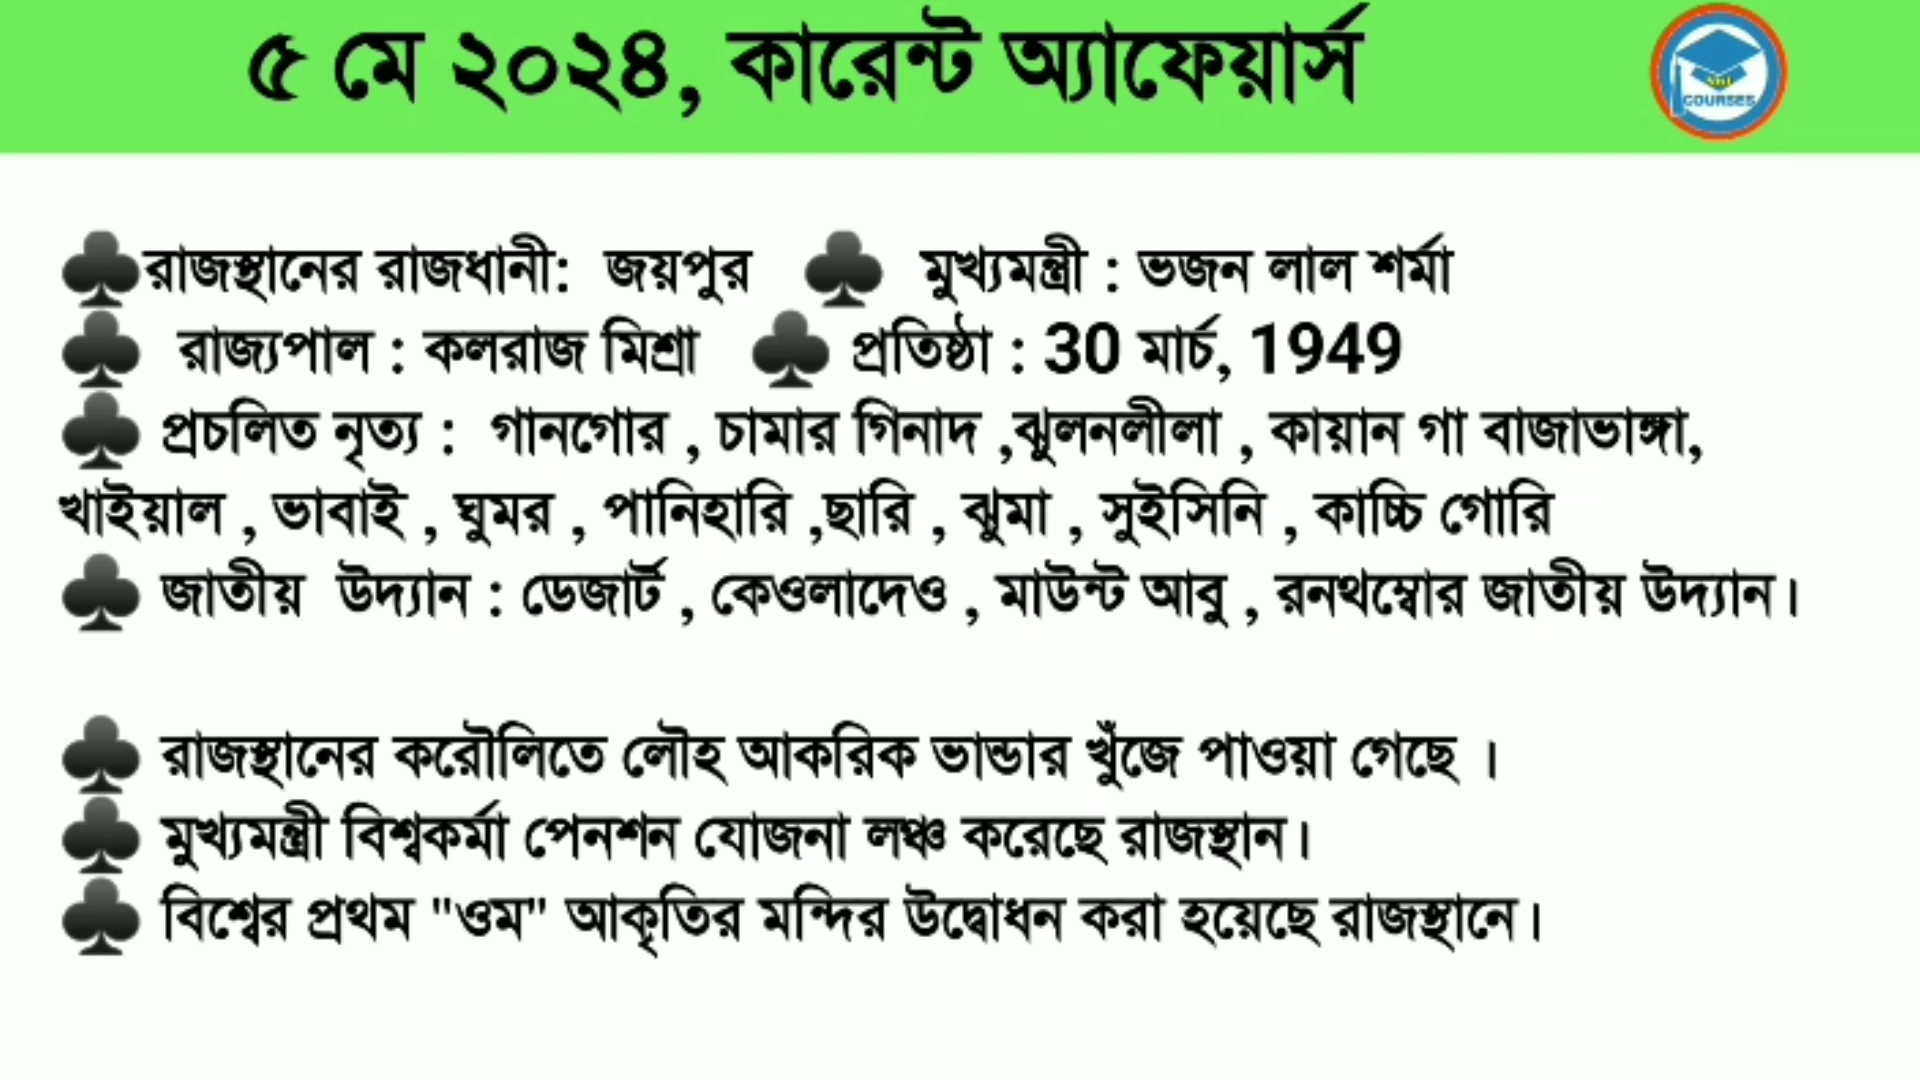 ৫ মে ২০২৪, কারেন্ট অ্যাফেয়ার্স
COURSES
♣রাজস্থানের রাজধানী: জয়পুর ♣ মুখ্যমন্ত্রী : ভজন লাল শর্মা
♣ রাজ্যপাল : কলরাজ মিশ্রা ♣ প্রতিষ্ঠা : 30 মার্চ, 1949
♣ প্রচলিত নৃত্য : গানগোর , চামার গিনাদ ,ঝুলনলীলা , কায়ান গা বাজাভাঙ্গা,
খাইয়াল , ভাবাই , ঘুমর , পানিহারি ,ছারি , ঝুমা , সুইসিনি , কাচ্চি গোরি
♣ জাতীয় উদ্যান : ডেজার্ট , কেওলাদেও , মাউন্ট আবু , রনথম্বোর জাতীয় উদ্যান।
♣ রাজস্থানের করৌলিতে লৌহ আকরিক ভান্ডার খুঁজে পাওয়া গেছে ।
♣ মুখ্যমন্ত্রী বিশ্বকর্মা পেনশন যোজনা লঞ্চ করেছে রাজস্থান।
♣ বিশ্বের প্রথম "ওম" আকৃতির মন্দির উদ্বোধন করা হয়েছে রাজস্থানে।